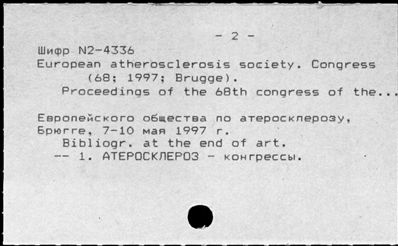 - 2 -
Шифр N2-4336
European atherosclerosis society. Congress
(68; 1997; Brugge).
Proceedings of the 68th congress of the...
Европейского общества по атеросклерозу,
Брюгге, 7-10 мая 1997 г.
Bibliogr. at the end of art.
-- 1. АТЕРОСКЛЕРОЗ - конгрессы.